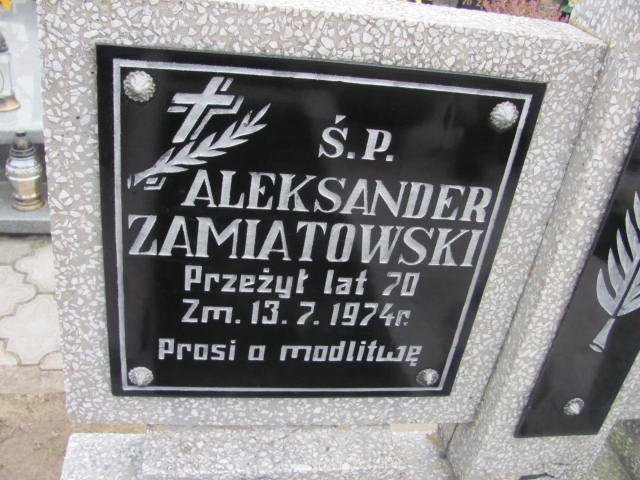 Ś.P.
ALEKSANDER
ZAMIATOWSKI
Przeżył lat 70
Zm. 13.7.1974r.
Prosi o modlitwę